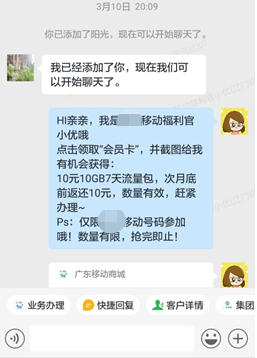 3月10日 20:09
你已添加了阳光，现在可以开始聊天了。
我已经添加了你，现在我们可
以开始聊天了。
HI亲亲，我是 移动福利官
小优哦
点击领取“会员卡”，并截图给我
有机会获得：
10元10GB7天流量包，次月底
前返还10元，数量有效，赶紧
办理~
Ps：仅限 移动号码参加
哦！数量有限，抢完即止！
广东移动商城
业务办理
快捷回复
客户详情
集团